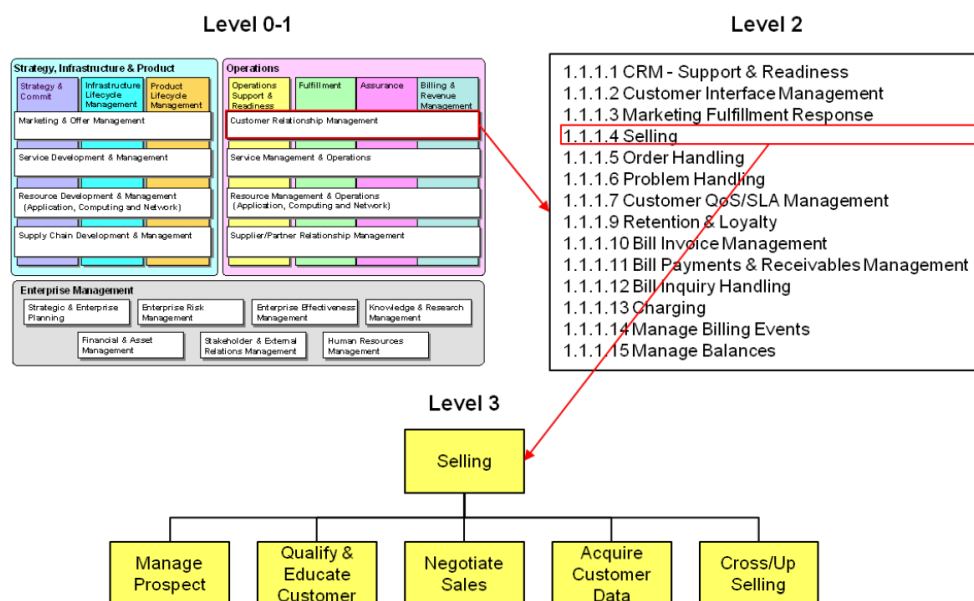 Level 0-1
Level 2
Strategy, Infrastructure & Product
Strategy &
Commit
Infrastructure
Lifecycle
Management
Product
Lifecycle
Management
Marketing & Offer Management
Service Development & Management
Resource Development & Management
(Application, Computing and Network)
Supply Chain Development & Management
Operations
Operations
Support &
Readiness
Fulfillment
Assurance
Billing &
Revenue
Management
Customer Relationship Management
Service Management & Operations
Resource Management & Operations
(Application, Computing and Network)
Supplier/Partner Relationship Management
Enterprise Management
Strategic & Enterprise
Planning
Enterprise Risk
Management
Enterprise Effectiveness
Management
Knowledge & Research
Management
Financial & Asset
Management
Stakeholder & External
Relations Management
Human Resources
Management
1.1.1.1 CRM - Support & Readiness
1.1.1.2 Customer Interface Management
1.1.1.3 Marketing Fulfillment Response
1.1.1.4 Selling
1.1.1.5 Order Handling
1.1.1.6 Problem Handling
1.1.1.7 Customer QoS/SLA Management
1.1.1.9 Retention & Loyalty
1.1.1.10 Bill Invoice Management
1.1.1.11 Bill Payments & Receivables Management
1.1.1.12 Bill Inquiry Handling
1.1.1.13 Charging
1.1.1.14 Manage Billing Events
1.1.1.15 Manage Balances
Level 3
Selling
Manage
Prospect
Qualify &
Educate
Customer
Negotiate
Sales
Acquire
Customer
Data
Cross/Up
Selling